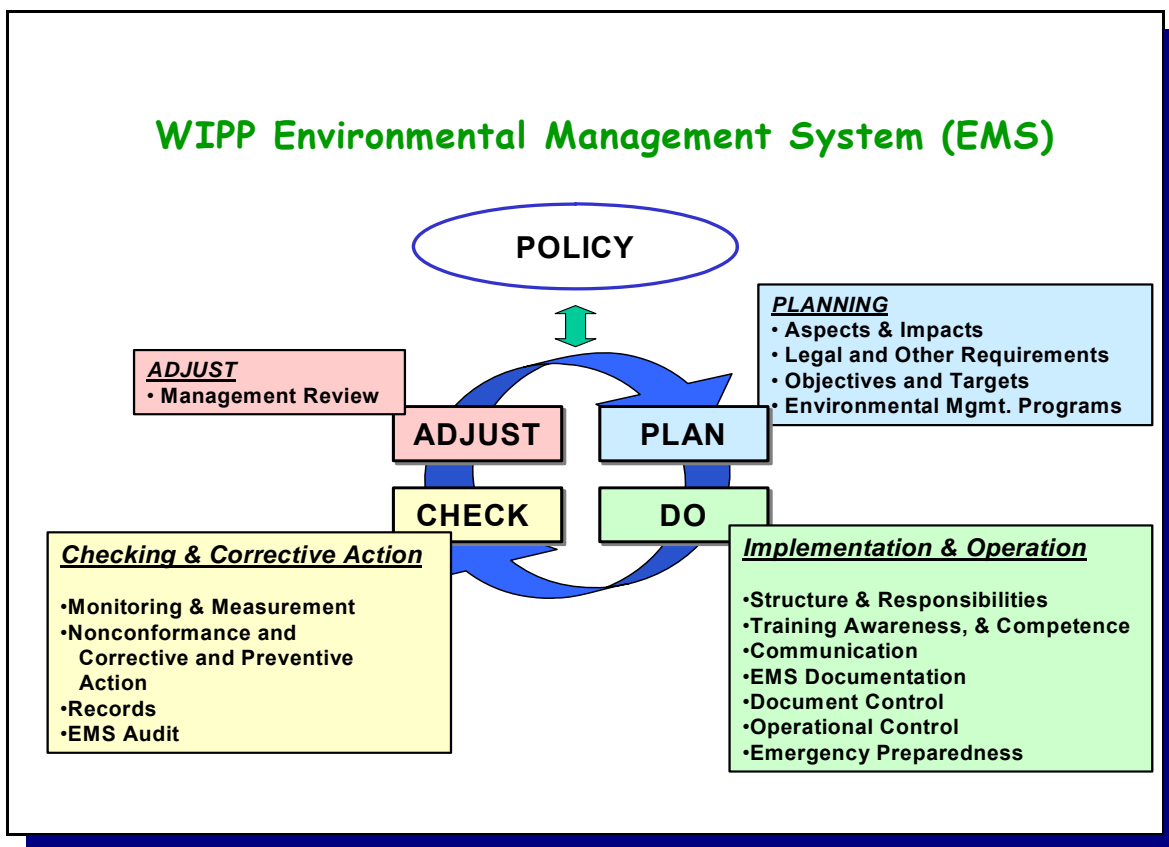 WIPP Environmental Management System (EMS)
POLICY
PLANNING
• Aspects & Impacts
• Legal and Other Requirements
• Objectives and Targets
• Environmental Mgmt. Programs
ADJUST
• Management Review
ADJUST
PLAN
CHECK
DO
Checking & Corrective Action
•Monitoring & Measurement
•Nonconformance and
Corrective and Preventive
Action
•Records
•EMS Audit
Implementation & Operation
•Structure & Responsibilities
•Training Awareness, & Competence
•Communication
•EMS Documentation
•Document Control
•Operational Control
•Emergency Preparedness